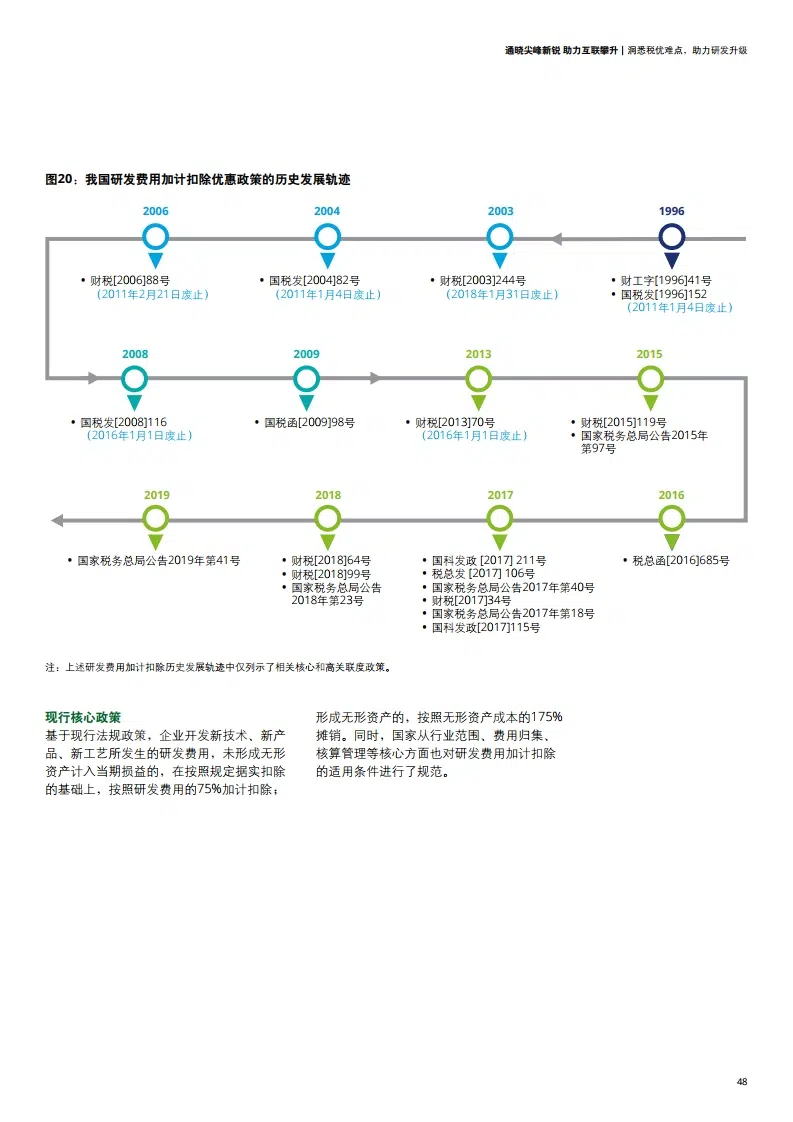 通晓尖峰新锐 助力互联攀升 | 洞悉税优难点，助力研发升级
图20：我国研发费用加计扣除优惠政策的历史发展轨迹
2006 2004 2003 1996
• 财税[2006]88号
（2011年2月21日废止）
• 国税发[2004]82号
（2011年1月4日废止）
• 财税[2003]244号
（2018年1月31日废止）
• 财工字[1996]41号
• 国税发[1996]152
（2011年1月4日废止）
2008 2009 2013 2015
• 国税发[2008]116
（2016年1月1日废止）
• 国税函[2009]98号
• 财税[2013]70号
（2016年1月1日废止）
• 财税[2015]119号
• 国家税务总局公告2015年
第97号
2019 2018 2017 2016
• 国家税务总局公告2019年第41号
• 财税[2018]64号
• 财税[2018]99号
• 国家税务总局公告
2018年第23号
• 国科发政 [2017] 211号
• 税总发 [2017] 106号
• 国家税务总局公告2017年第40号
• 财税[2017]34号
• 国家税务总局公告2017年第18号
• 国科发政[2017]115号
• 税总函[2016]685号
注：上述研发费用加计扣除历史发展轨迹中仅列示了相关核心和高关联度政策。
现行核心政策
基于现行法规政策，企业开发新技术、新产
品、新工艺所发生的研发费用，未形成无形
资产计入当期损益的，在按照规定据实扣除
的基础上，按照研发费用的75%加计扣除；
形成无形资产的，按照无形资产成本的175%
摊销。同时，国家从行业范围、费用归集、
核算管理等核心方面也对研发费用加计扣除
的适用条件进行了规范。
48